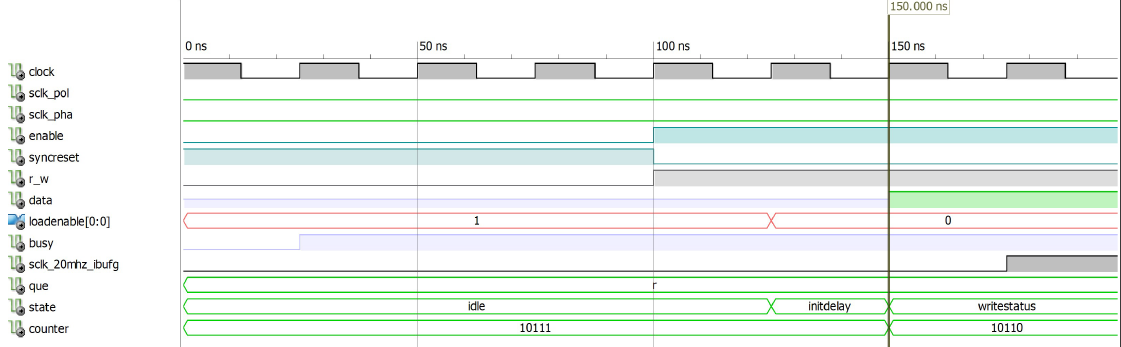 150.000 ns
0 ns 50 ns 100 ns 150 ns
clock
sclk_pol
sclk_pha
enable
syncreset
r_w
data
loadenable[0:0] 1 0
busy
sclk_20mhz_ibufg
que r
state idle initdelay writestatus
counter 10111 10110